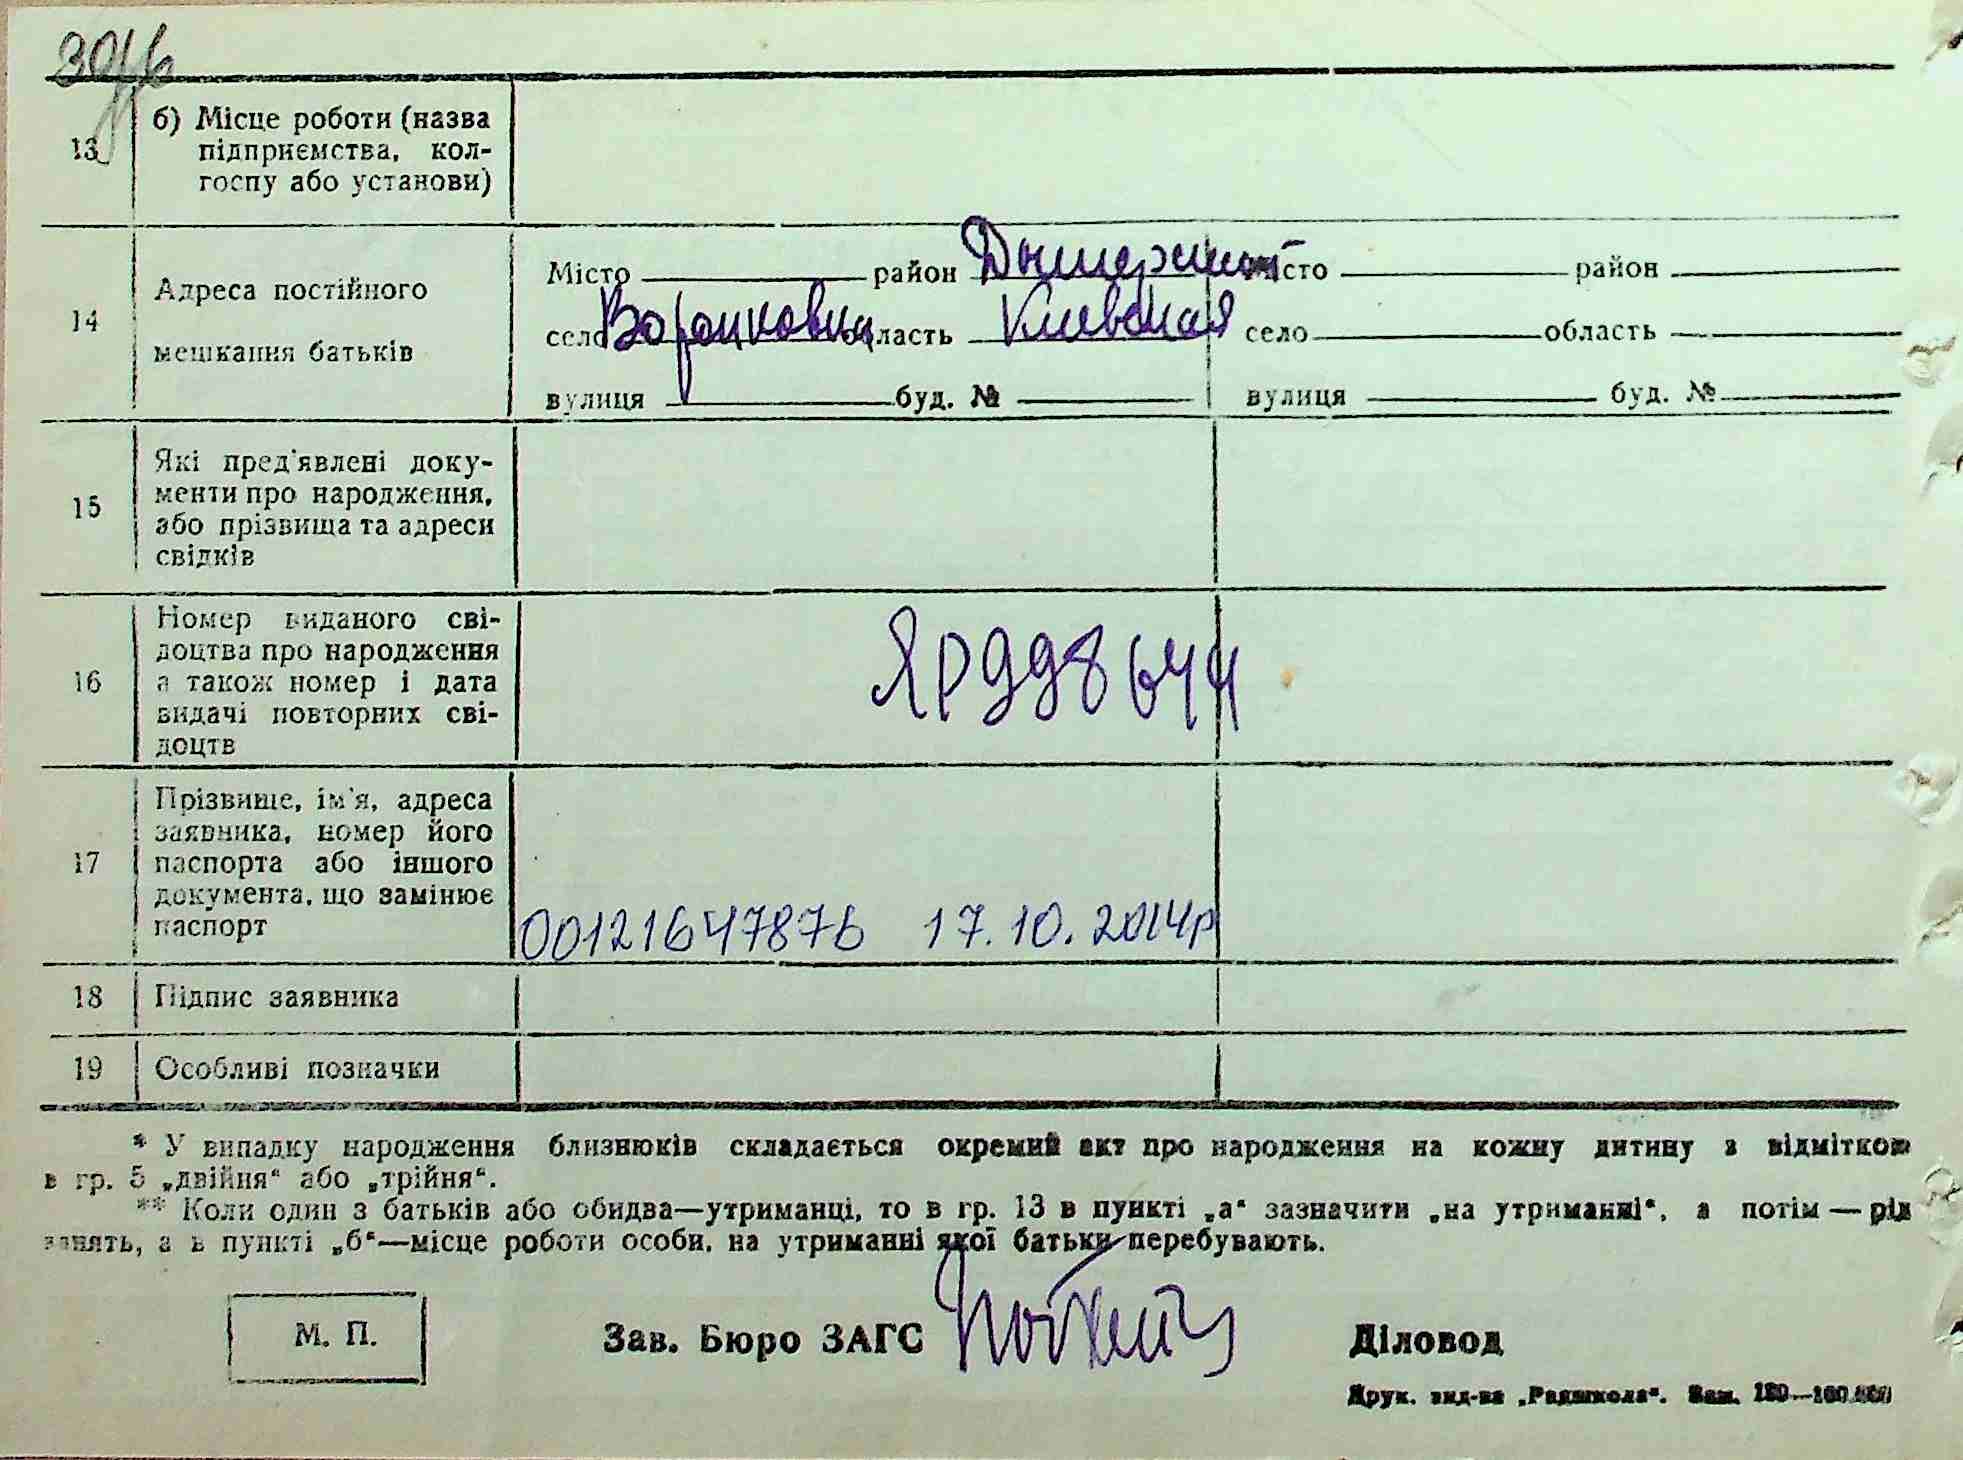 13
б) Місце роботи (назва
підприємства, кол-
госпу або установи)
14
Адреса постійного
мешкання батьків
Місто район Дымерский місто район
село Воронковка область Киевская село область
вулиця буд. № вулиця буд. №
15
Які пред'явлені доку-
менти про народження,
або прізвища та адреси
свідків
16
Номер виданого сві-
доцтва про народження
а також номер і дата
видачі повторних сві-
доцтв
17
Прізвище, ім'я, адреса
заявника, номер його
паспорта або іншого
документа, що замінює
паспорт
00121647876 17.10.2014р
18 Підпис заявника
19 Особливі позначки
* У випадку народження близнюків складається окремий акт про народження на кожну дитину з відміткою
в гр. 5 „двійня“ або „трійня“.
** Коли один з батьків або обидва—утриманці, то в гр. 13 в пункті „а“ зазначити „на утриманні“, а потім — рід
занять, а в пункті „б“—місце роботи особи, на утриманні якої батьки перебувають.
М. П.
Зав. Бюро ЗАГС
Діловод
Друк. вид-ва „Радшкола“. Зам.